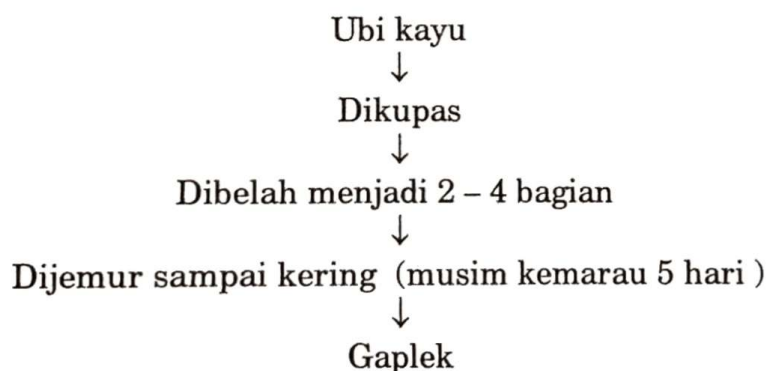 Ubi kayu
↓
Dikupas
↓
Dibelah menjadi 2 – 4 bagian
↓
Dijemur sampai kering (musim kemarau 5 hari )
↓
Gaplek